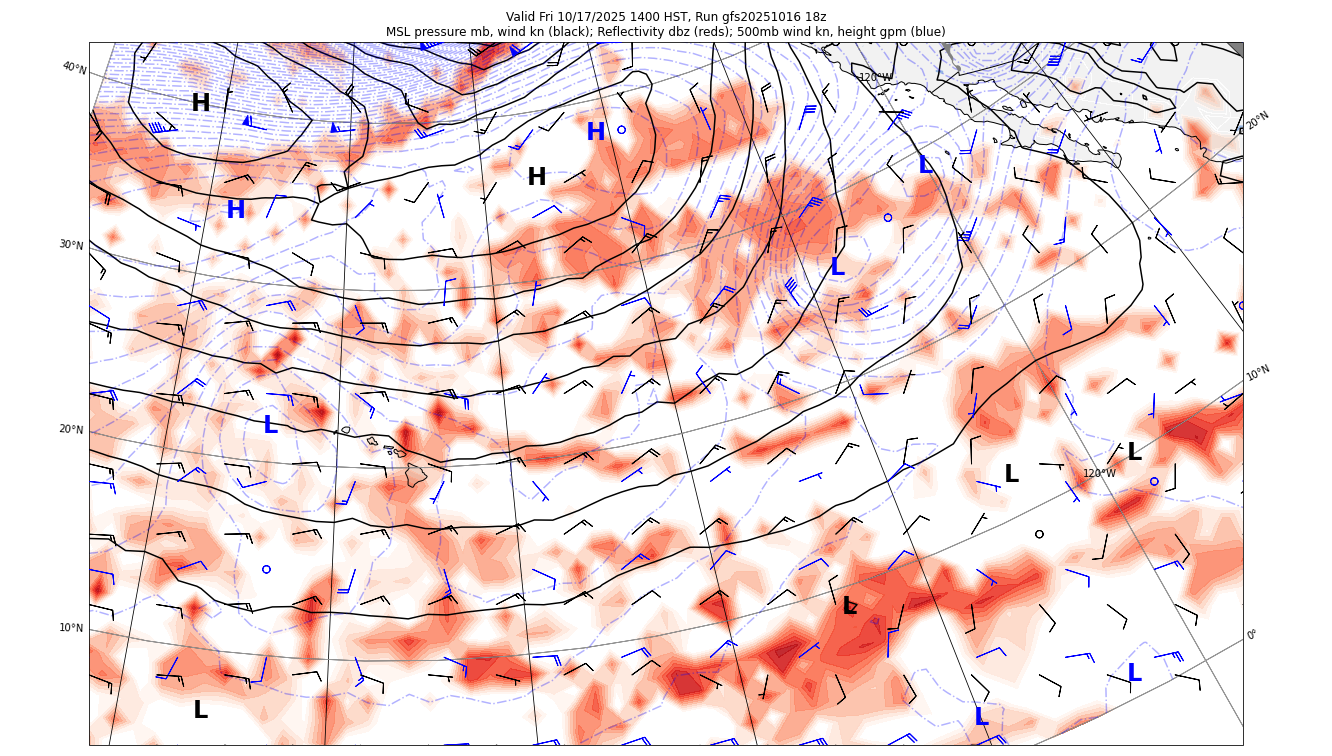 Valid Fri 10/17/2025 1400 HST, Run gfs20251016 18z
MSL pressure mb, wind kn (black); Reflectivity dbz (reds); 500mb wind kn, height gpm (blue)
40°N
120°W
H
20°N
H
L
H
H
30°N
L
10°N
L
20°N
L
L
120°W
L
10°N
0°
L
L
L